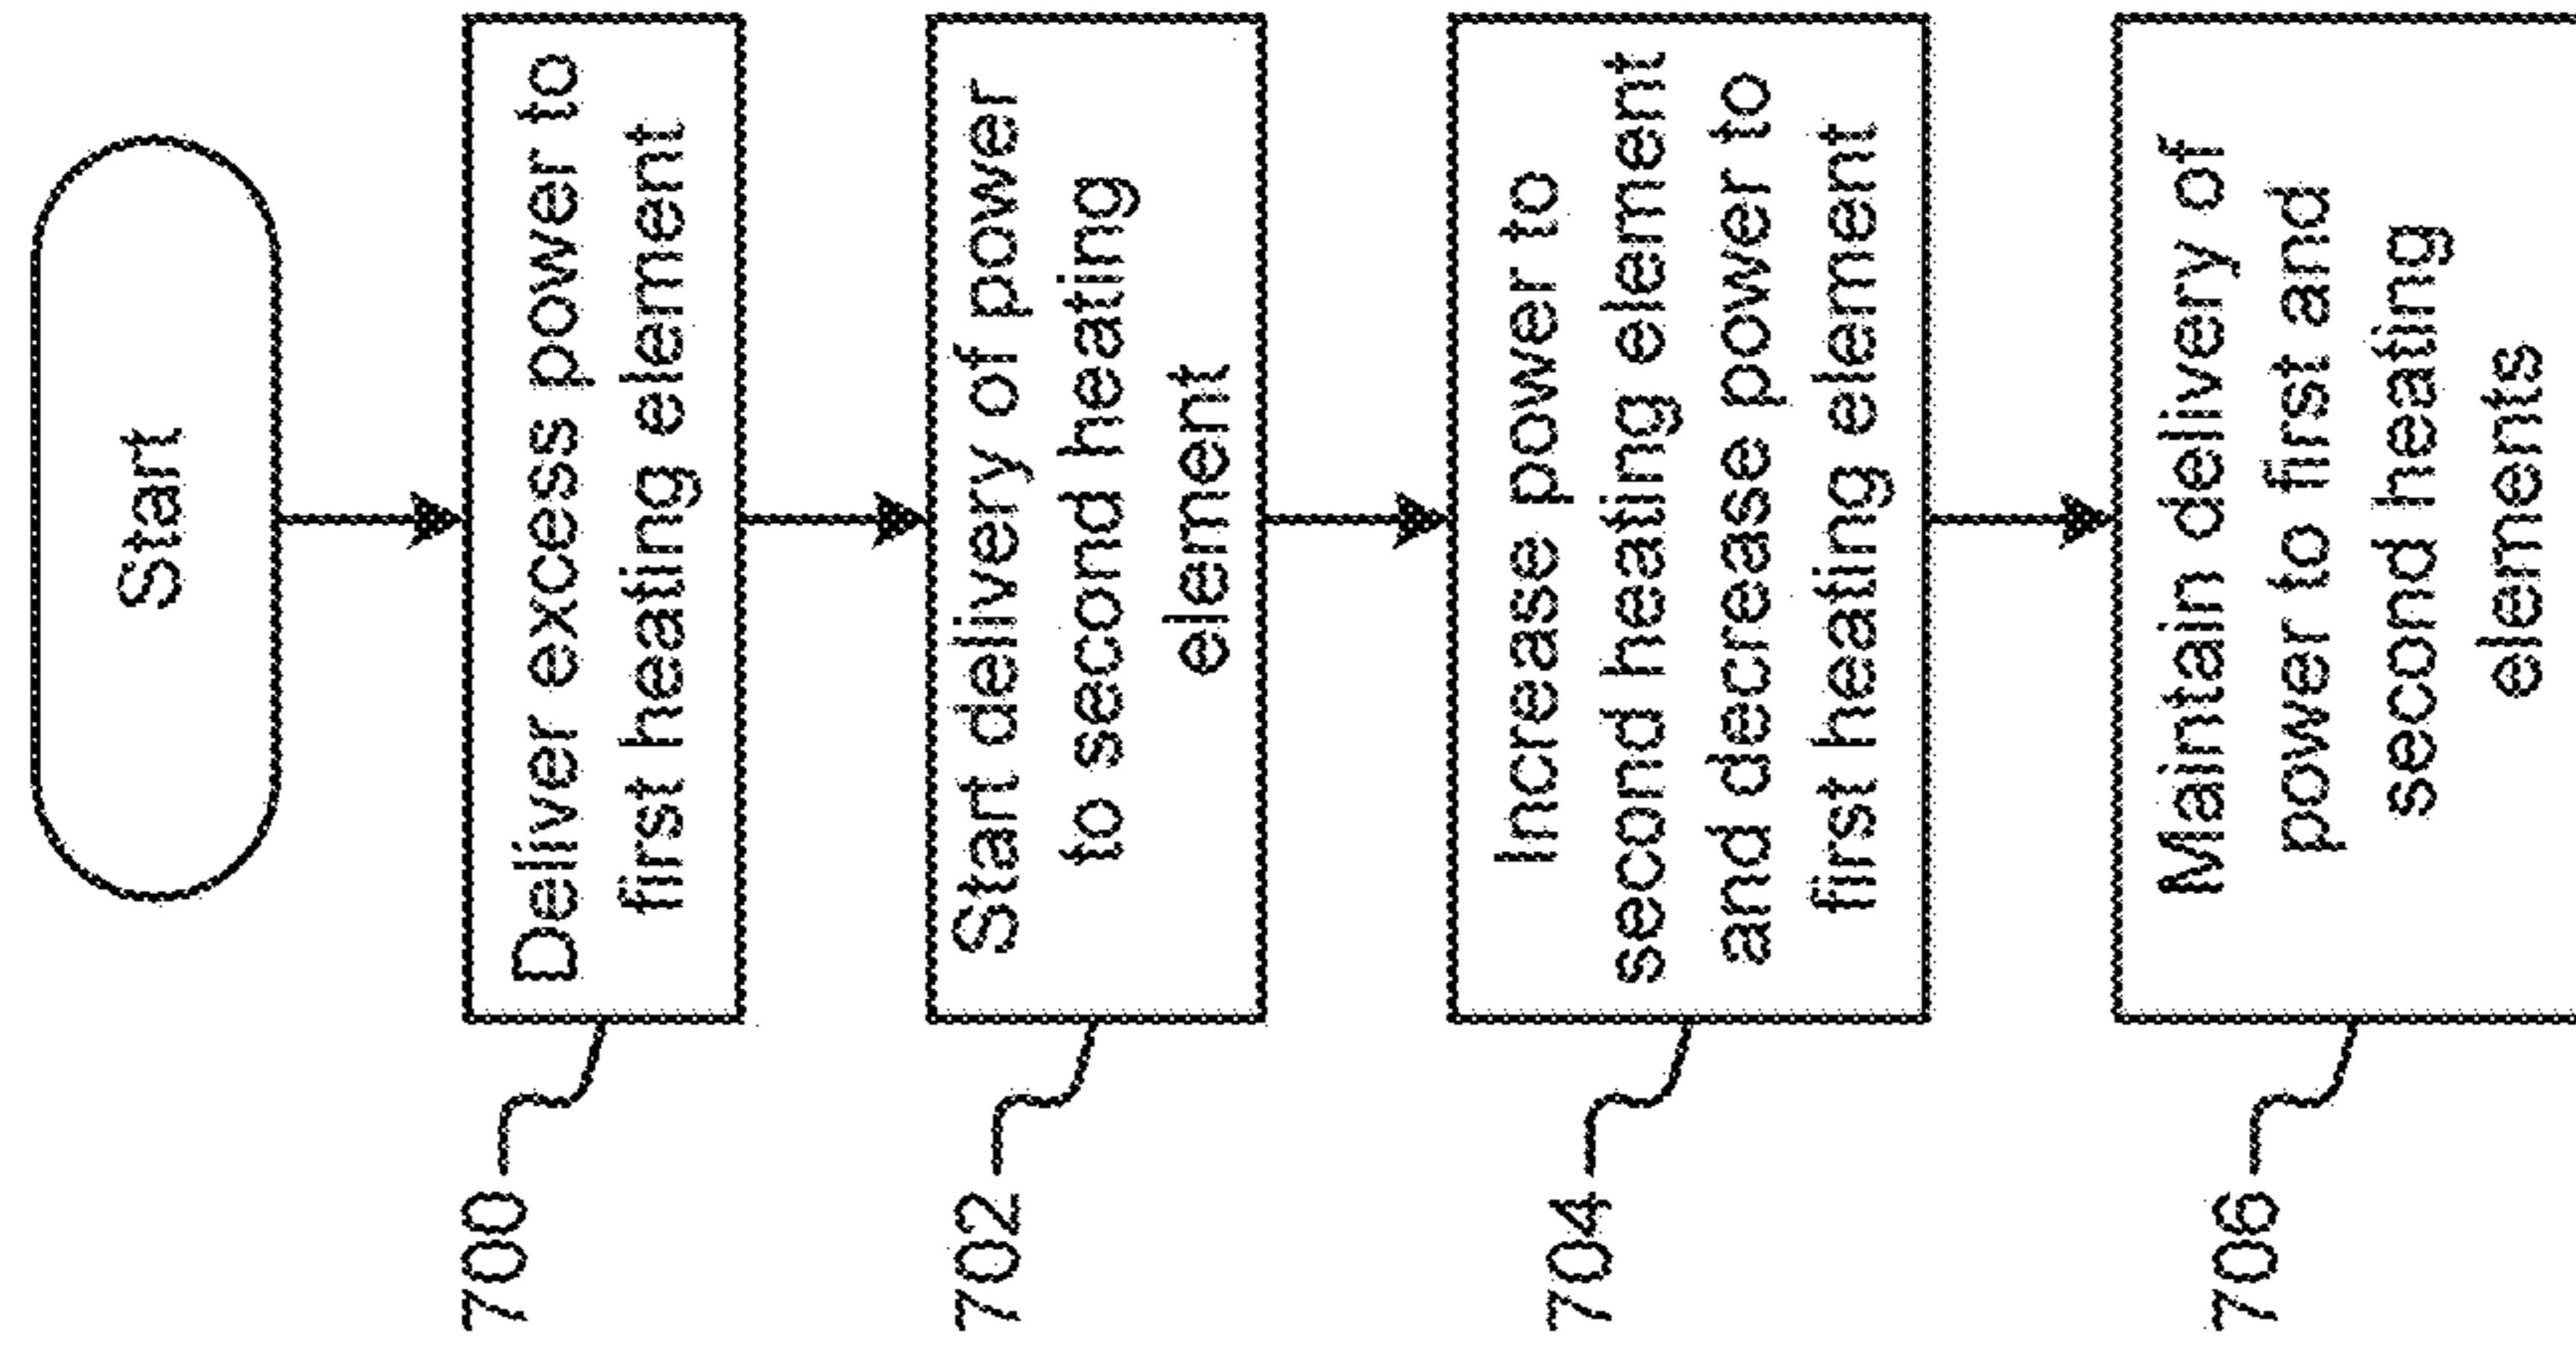 Start
700
Deliver excess power to
first heating element
702
Start delivery of power
to second heating
element
704
Increase power to
second heating element
and decrease power to
first heating element
706
Maintain delivery of
power to first and
second heating
elements